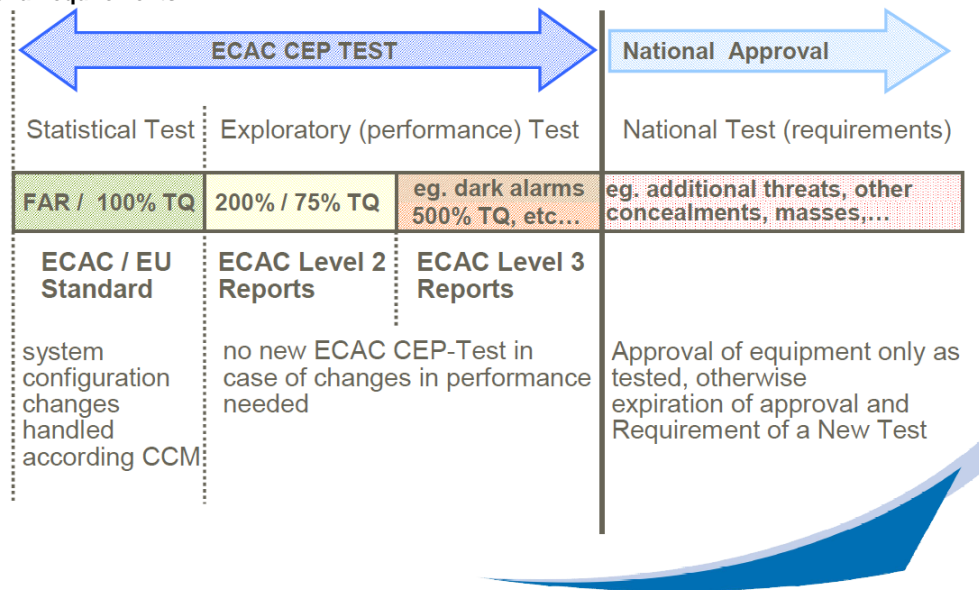 ECAC CEP TEST
National Approval
Statistical Test
Exploratory (performance) Test
National Test (requirements)
FAR / 100% TQ
200% / 75% TQ
eg. dark alarms
500% TQ, etc...
eg. additional threats, other
concealments, masses,...
ECAC / EU
Standard
ECAC Level 2
Reports
ECAC Level 3
Reports
system
configuration
changes
handled
according CCM
no new ECAC CEP-Test in
case of changes in performance
needed
Approval of equipment only as
tested, otherwise
expiration of approval and
Requirement of a New Test